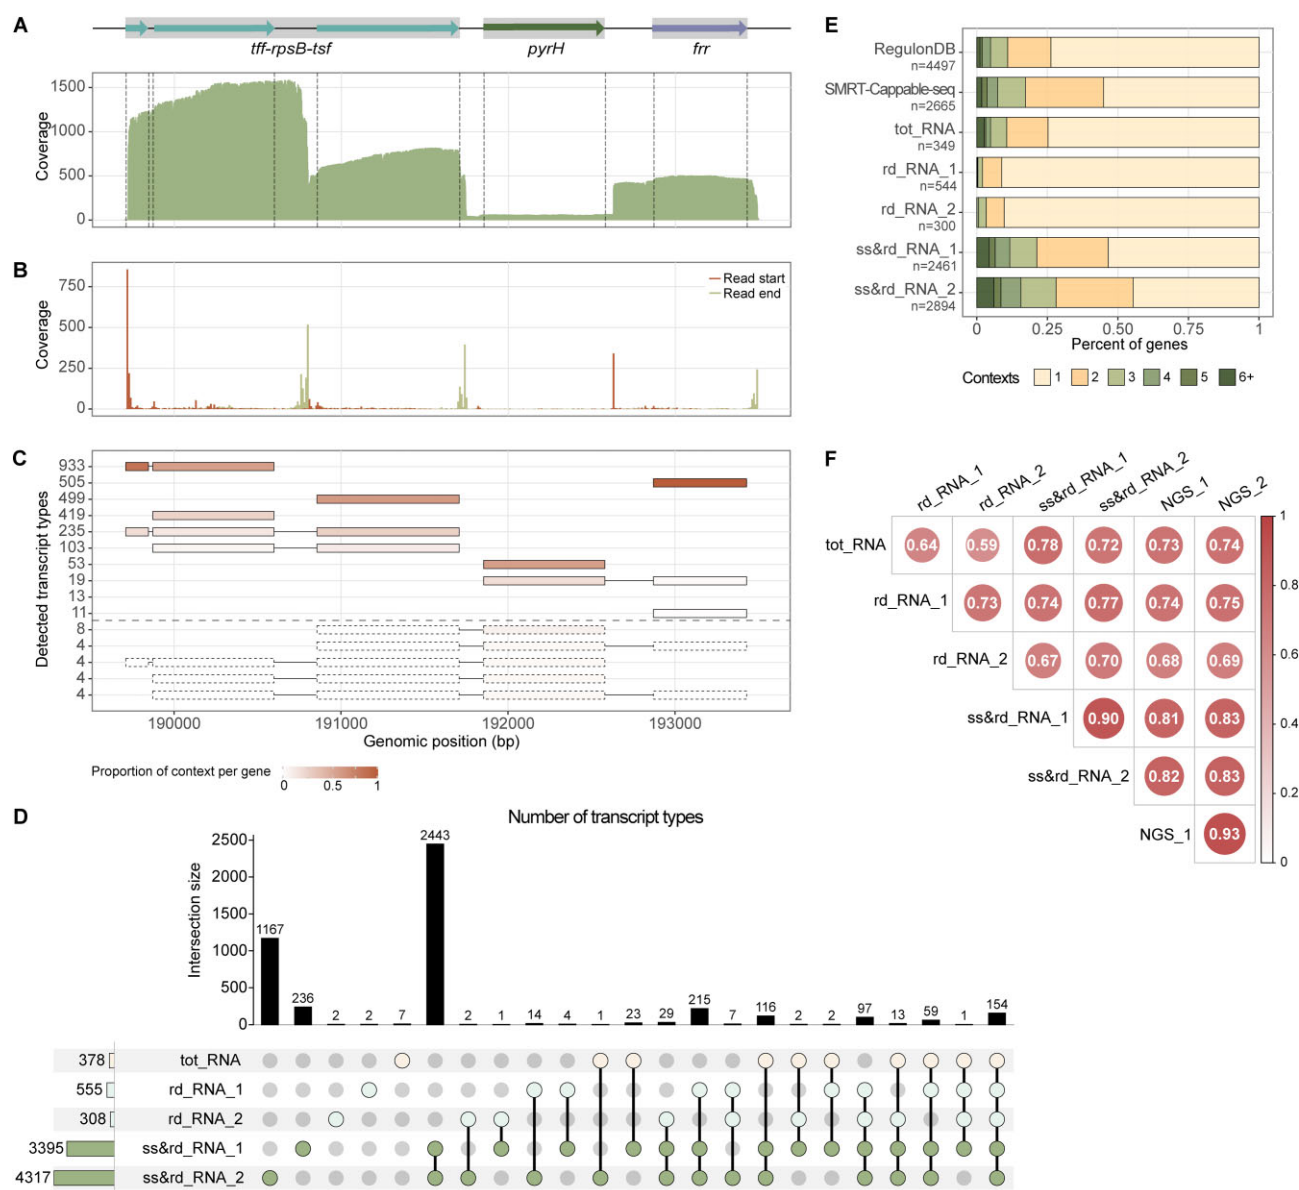 A
tff-rpsB-tsf
pyrH
frr
Coverage
1500
1000
500
0
B
Coverage
750
500
250
0
Read start
Read end
C
Detected transcript types
933
505
499
419
235
103
53
19
13
11
8
4
4
4
4
190000 191000 192000 193000
Genomic position (bp)
Proportion of context per gene
0 0.5 1
D
Number of transcript types
Intersection size
2500
2000
1500
1000
500
0
1167 236 2 2 7 2443 2 1 14 4 1 23 29 215 7 116 2 2 97 13 59 1 154
378 tot_RNA
555 rd_RNA_1
308 rd_RNA_2
3395 ss&rd_RNA_1
4317 ss&rd_RNA_2
E
RegulonDB
n=4497
SMRT-Cappable-seq
n=2665
tot_RNA
n=349
rd_RNA_1
n=544
rd_RNA_2
n=300
ss&rd_RNA_1
n=2461
ss&rd_RNA_2
n=2894
0 0.25 0.50 0.75 1
Percent of genes
Contexts 1 2 3 4 5 6+
F
rd_RNA_1 rd_RNA_2 ss&rd_RNA_1 ss&rd_RNA_2 NGS_1 NGS_2
tot_RNA 0.64 0.59 0.78 0.72 0.73 0.74
rd_RNA_1 0.73 0.74 0.77 0.74 0.75
rd_RNA_2 0.67 0.70 0.68 0.69
ss&rd_RNA_1 0.90 0.81 0.83
ss&rd_RNA_2 0.82 0.83
NGS_1 0.93
1
0.8
0.6
0.4
0.2
0